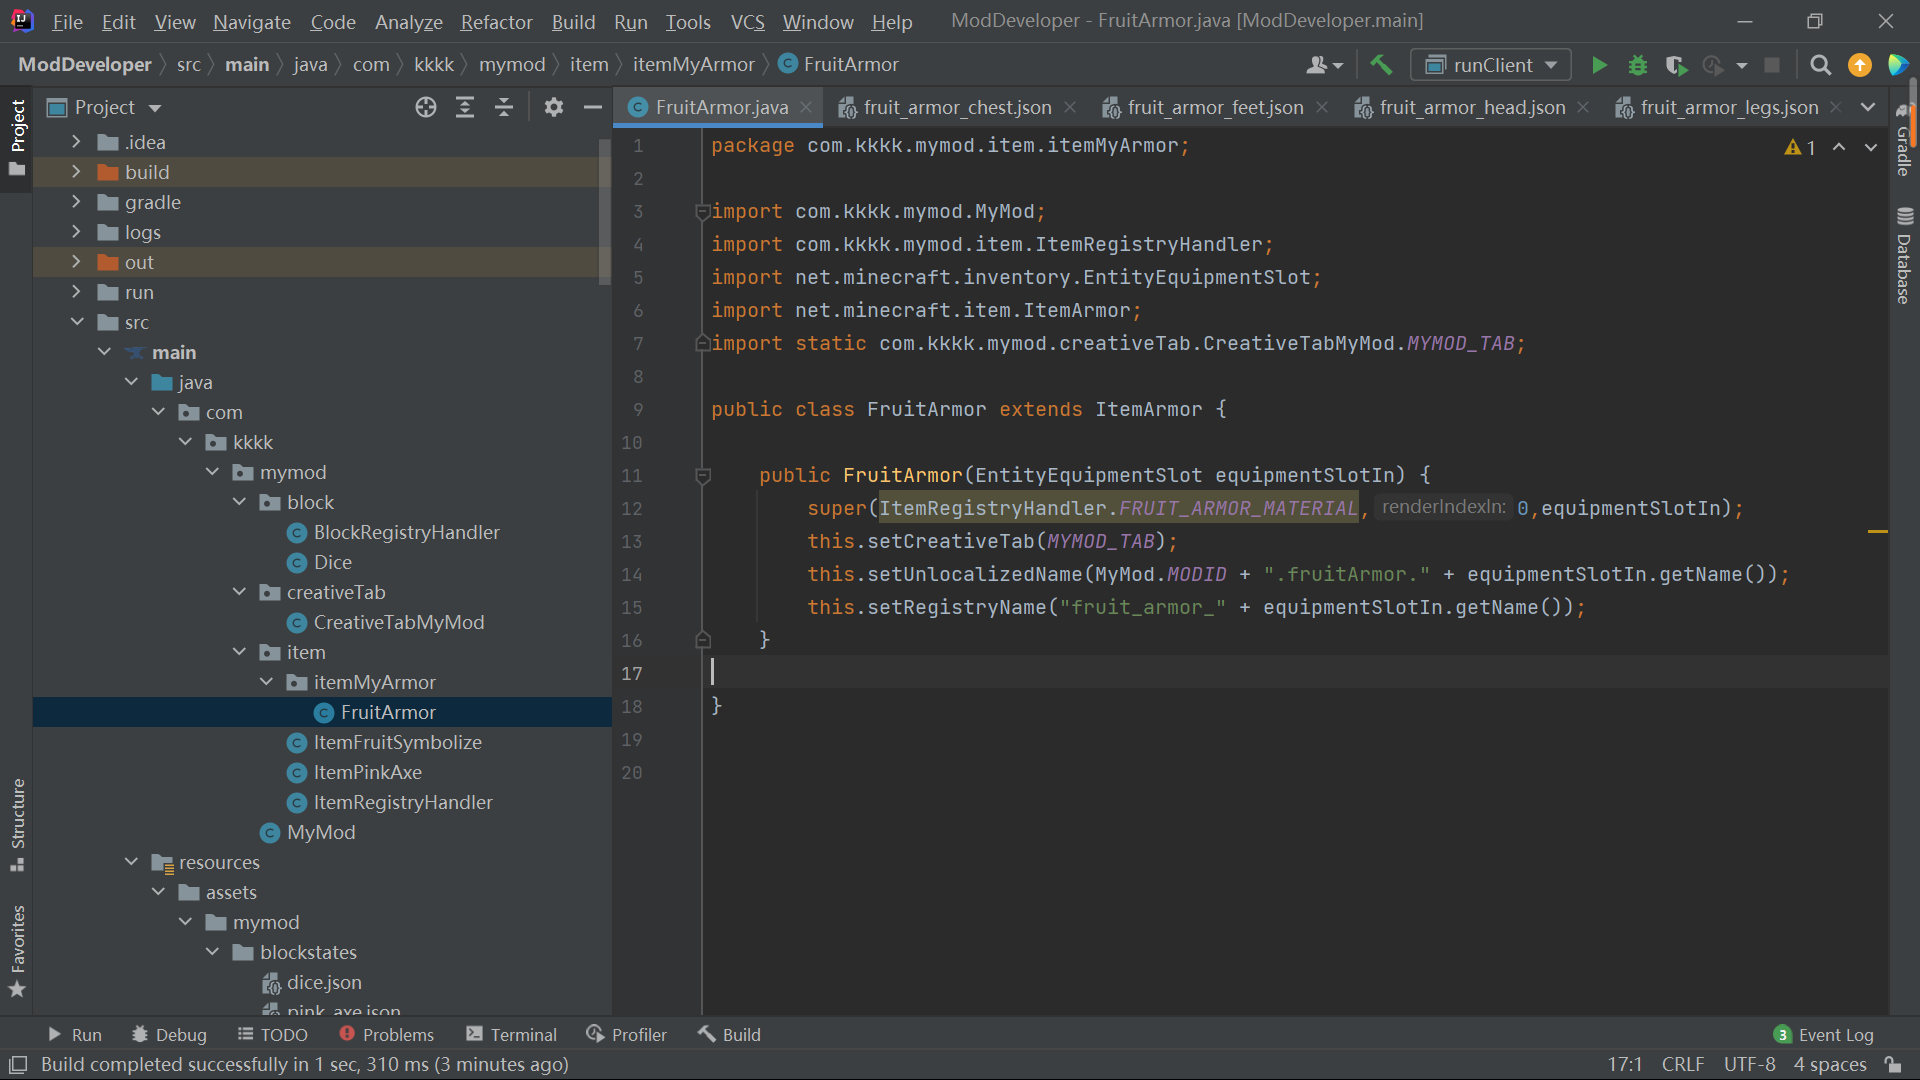 File Edit View Navigate Code Analyze Refactor Build Run Tools VCS Window Help ModDeveloper - FruitArmor.java [ModDeveloper.main]
ModDeveloper src main java com kkkk mymod item itemMyArmor FruitArmor runClient
Project
Project
FruitArmor.java fruit_armor_chest.json fruit_armor_feet.json fruit_armor_head.json fruit_armor_legs.json
.idea
build
gradle
logs
out
run
src
main
java
com
kkkk
mymod
block
BlockRegistryHandler
Dice
creativeTab
CreativeTabMyMod
item
itemMyArmor
FruitArmor
ItemFruitSymbolize
ItemPinkAxe
ItemRegistryHandler
MyMod
resources
assets
mymod
blockstates
dice.json
pink_axe.json
Structure
Favorites
1 package com.kkkk.mymod.item.itemMyArmor;
2
3 import com.kkkk.mymod.MyMod;
4 import com.kkkk.mymod.item.ItemRegistryHandler;
5 import net.minecraft.inventory.EntityEquipmentSlot;
6 import net.minecraft.item.ItemArmor;
7 import static com.kkkk.mymod.creativeTab.CreativeTabMyMod.MYMOD_TAB;
8
9 public class FruitArmor extends ItemArmor {
10
11 public FruitArmor(EntityEquipmentSlot equipmentSlotIn) {
12 super(ItemRegistryHandler.FRUIT_ARMOR_MATERIAL, renderIndexIn: 0,equipmentSlotIn);
13 this.setCreativeTab(MYMOD_TAB);
14 this.setUnlocalizedName(MyMod.MODID + ".fruitArmor." + equipmentSlotIn.getName());
15 this.setRegistryName("fruit_armor_" + equipmentSlotIn.getName());
16 }
17
18 }
19
20
1
Gradle
Database
Run Debug TODO Problems Terminal Profiler Build 3 Event Log
Build completed successfully in 1 sec, 310 ms (3 minutes ago) 17:1 CRLF UTF-8 4 spaces